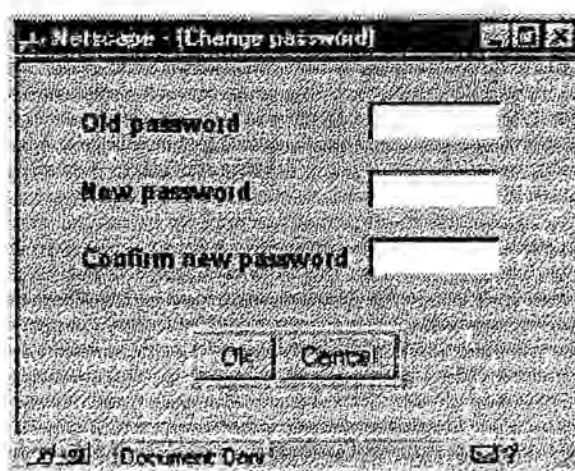 Netscape - [Change password]
Old password
New password
Confirm new password
Ok Cancel
Document: Done